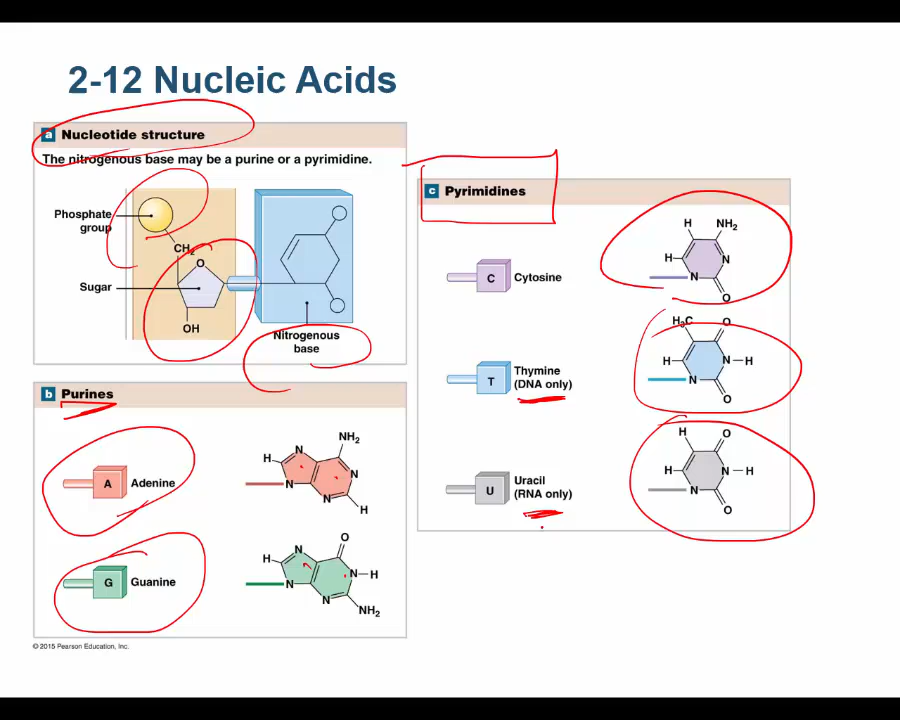 2-12 Nucleic Acids
a Nucleotide structure
The nitrogenous base may be a purine or a pyrimidine.
Phosphate
group
CH2
O
Sugar
OH
Nitrogenous
base
b Purines
A Adenine
NH2
H
N
N
N
N
H
G Guanine
O
H
N
N
H
N
N
NH2
c Pyrimidines
C Cytosine
H
NH2
H
N
N
O
T
Thymine
(DNA only)
H3C
O
H
N
H
N
O
U
Uracil
(RNA only)
H
O
H
N
H
N
O
© 2015 Pearson Education, Inc.